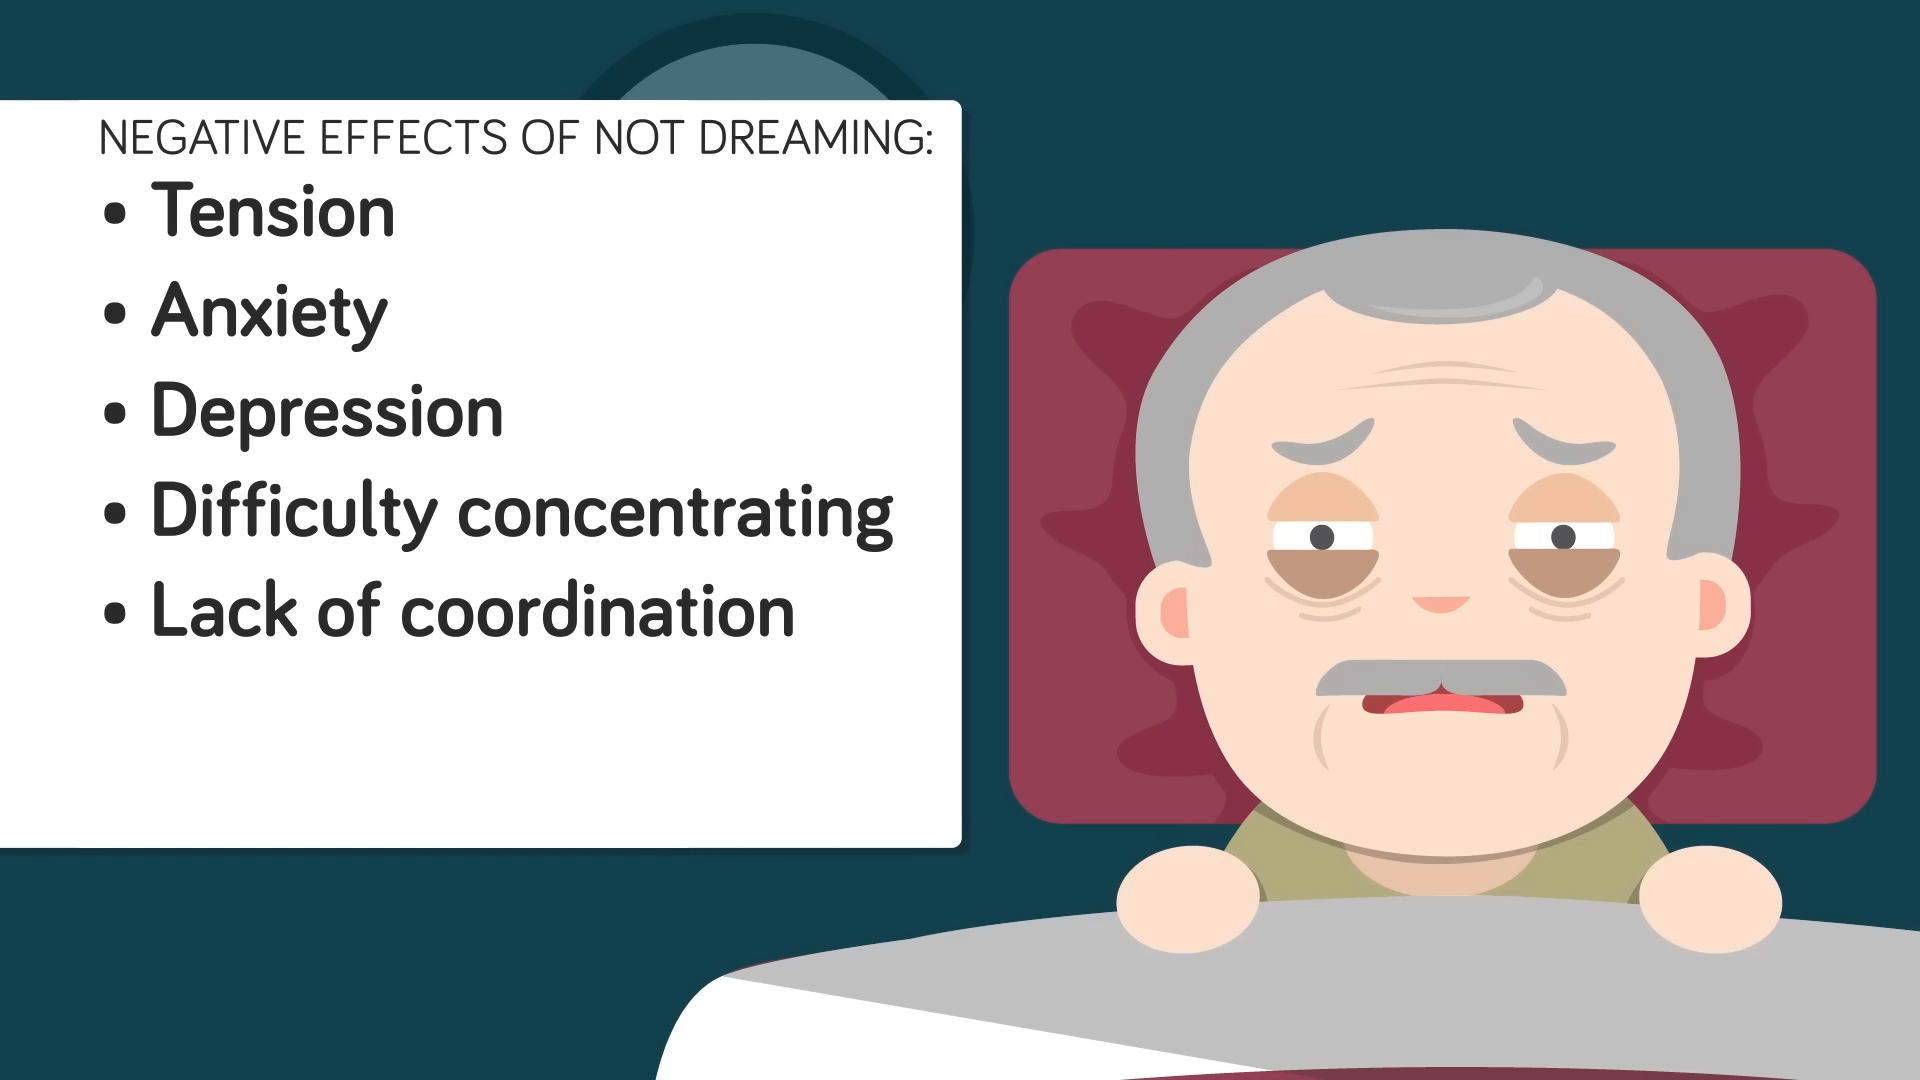 NEGATIVE EFFECTS OF NOT DREAMING:
• Tension
• Anxiety
• Depression
• Difficulty concentrating
• Lack of coordination